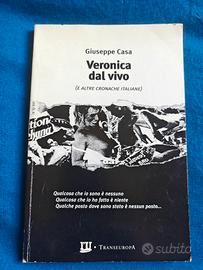 Giuseppe Casa
Veronica
dal vivo
(E ALTRE CRONACHE ITALIANE)
Qualcosa che io sono è nessuno
Qualcosa che io ho fatto è niente
Qualche posto dove sono stato è nessun posto...
TRANSEUROPA
subito